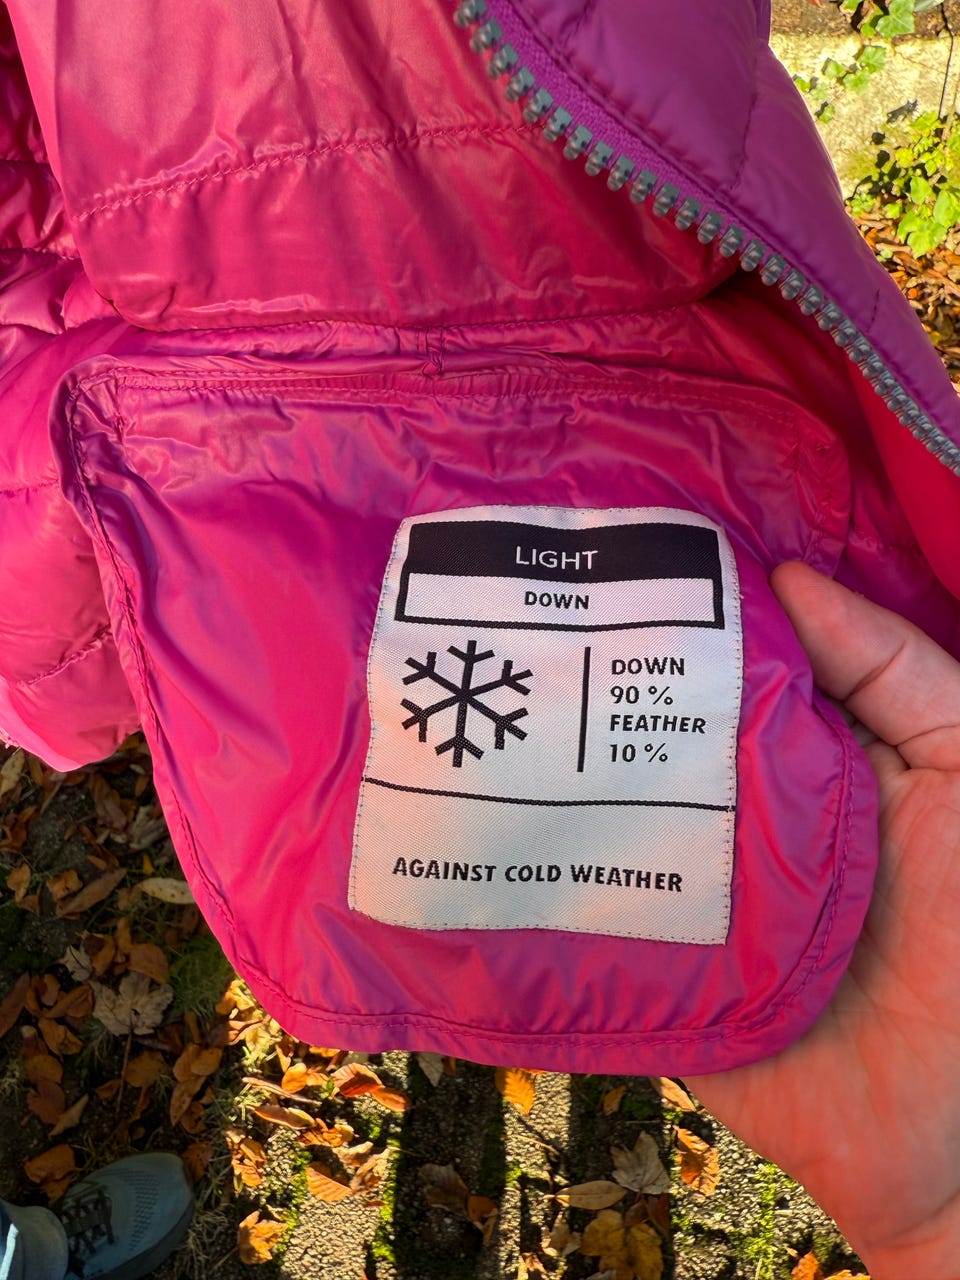 LIGHT
DOWN
DOWN
90 %
FEATHER
10 %
AGAINST COLD WEATHER